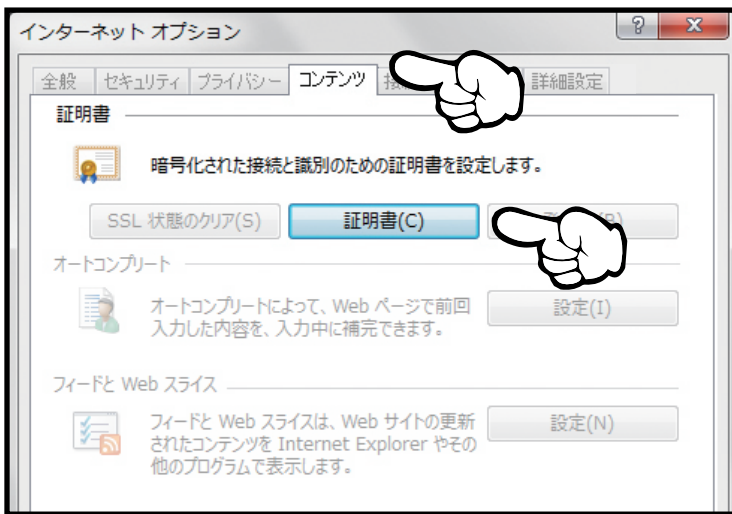 インターネット オプション
全般 セキュリティ プライバシー コンテンツ 詳細設定
証明書
暗号化された接続と識別のための証明書を設定します。
SSL 状態のクリア(S) 証明書(C)
オートコンプリート
オートコンプリートによって、Web ページで前回 設定(I)
入力した内容を、入力中に補完できます。
フィードと Web スライス
フィードと Web スライスは、Web サイトの更新 設定(N)
されたコンテンツを Internet Explorer やその
他のプログラムで表示します。